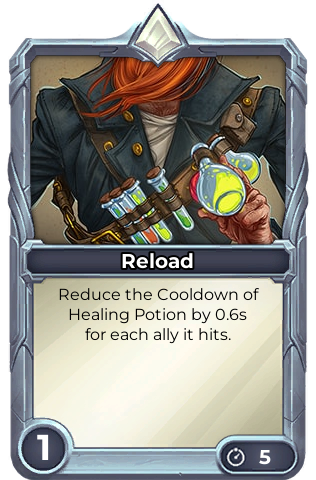 Reload
Reduce the Cooldown of
Healing Potion by 0.6s
for each ally it hits.
1
5